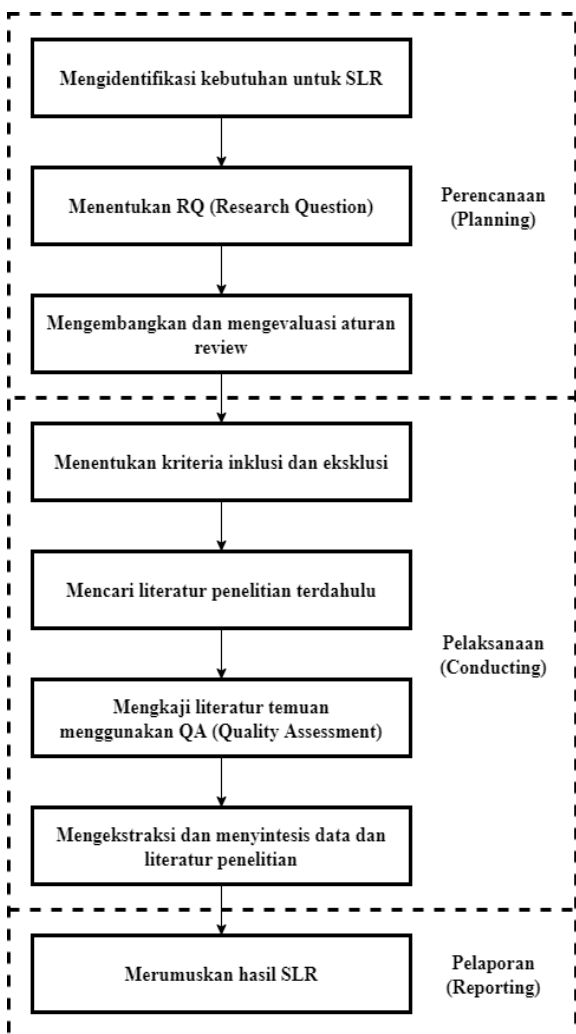 Mengidentifikasi kebutuhan untuk SLR
Menentukan RQ (Research Question)
Perencanaan
(Planning)
Mengembangkan dan mengevaluasi aturan
review
Menentukan kriteria inklusi dan eksklusi
Mencari literatur penelitian terdahulu
Pelaksanaan
(Conducting)
Mengkaji literatur temuan
menggunakan QA (Quality Assessment)
Mengekstraksi dan menyintesis data dan
literatur penelitian
Merumuskan hasil SLR
Pelaporan
(Reporting)